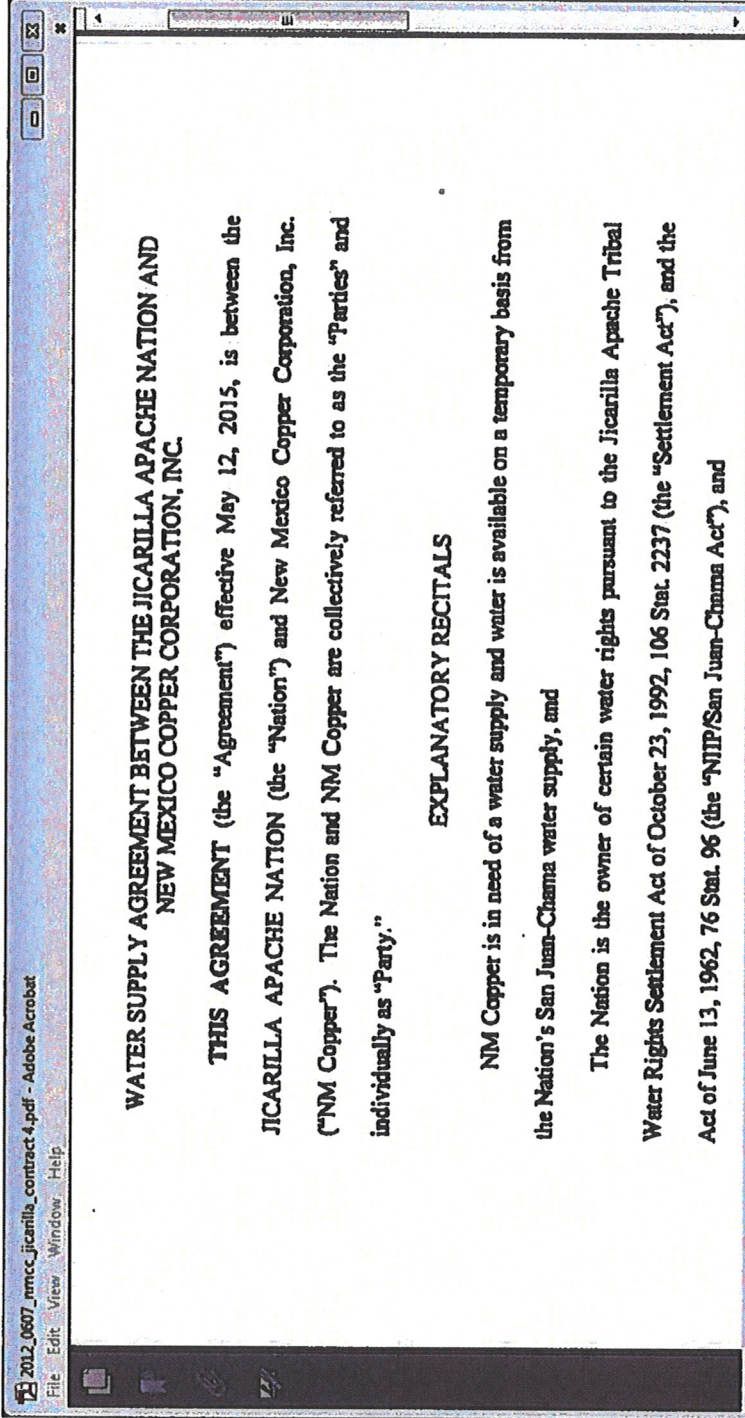 2012_0607_nmcc_jicarilla_contract 4.pdf - Adobe Acrobat
File Edit View Window Help
WATER SUPPLY AGREEMENT BETWEEN THE JICARILLA APACHE NATION AND
NEW MEXICO COPPER CORPORATION, INC.
THIS AGREEMENT (the "Agreement") effective May 12, 2015, is between the
JICARILLA APACHE NATION (the "Nation") and New Mexico Copper Corporation, Inc.
("NM Copper"). The Nation and NM Copper are collectively referred to as the "Parties" and
individually as "Party."
EXPLANATORY RECITALS
NM Copper is in need of a water supply and water is available on a temporary basis from
the Nation's San Juan-Chama water supply, and
The Nation is the owner of certain water rights pursuant to the Jicarilla Apache Tribal
Water Rights Settlement Act of October 23, 1992, 106 Stat. 2237 (the "Settlement Act"), and the
Act of June 13, 1962, 76 Stat. 96 (the "NIIP/San Juan-Chama Act"), and